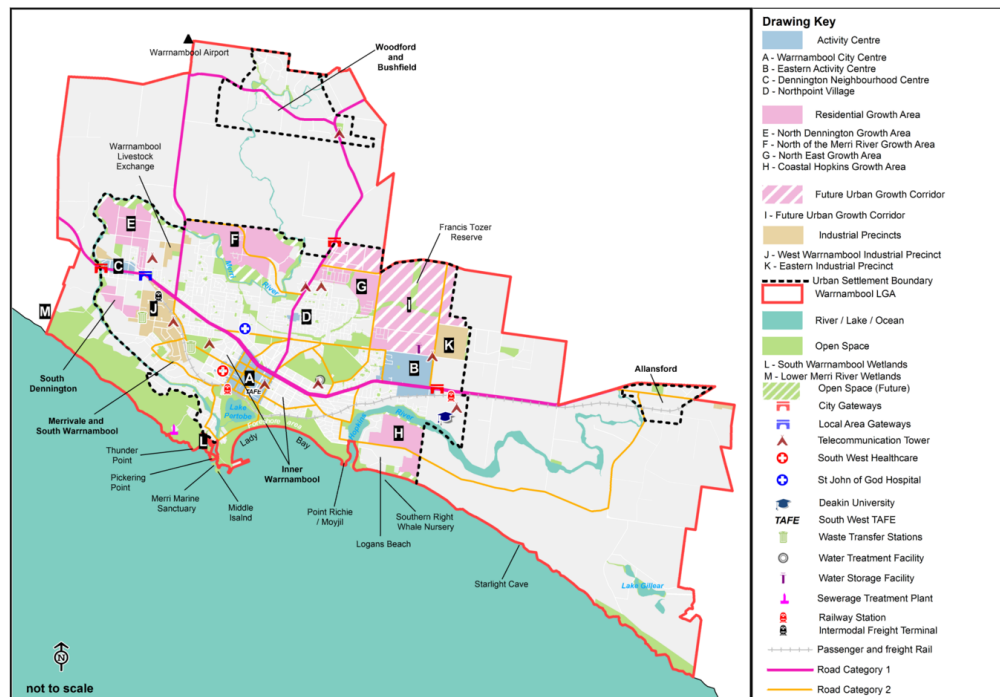 Warrnambool Airport
Woodford
and
Bushfield
Warrnambool
Livestock
Exchange
Francis Tozer
Reserve
E
F
C
Merri
River
G
I
D
M
J
K
South
Dennington
A
TAFE
B
Allansford
Merrivale and
South Warrnambool
Lake
Pertobe
Hopkins
River
H
L
Lady
Bay
Thunder
Point
Inner
Warrnambool
Pickering
Point
Merri Marine
Sanctuary
Middle
Isalnd
Point Richie
/ Moyjil
Southern Right
Whale Nursery
Logans Beach
Starlight Cave
Lake Gillear
N
not to scale
Drawing Key
Activity Centre
A - Warrnambool City Centre
B - Eastern Activity Centre
C - Dennington Neighbourhood Centre
D - Northpoint Village
Residential Growth Area
E - North Dennington Growth Area
F - North of the Merri River Growth Area
G - North East Growth Area
H - Coastal Hopkins Growth Area
Future Urban Growth Corridor
I - Future Urban Growth Corridor
Industrial Precincts
J - West Warrnambool Industrial Precinct
K - Eastern Industrial Precinct
Urban Settlement Boundary
Warrnambool LGA
River / Lake / Ocean
Open Space
L - South Warrnambool Wetlands
M - Lower Merri River Wetlands
Open Space (Future)
City Gateways
Local Area Gateways
Telecommunication Tower
South West Healthcare
St John of God Hospital
Deakin University
TAFE South West TAFE
Waste Transfer Stations
Water Treatment Facility
Water Storage Facility
Sewerage Treatment Plant
Railway Station
Intermodal Freight Terminal
Passenger and freight Rail
Road Category 1
Road Category 2